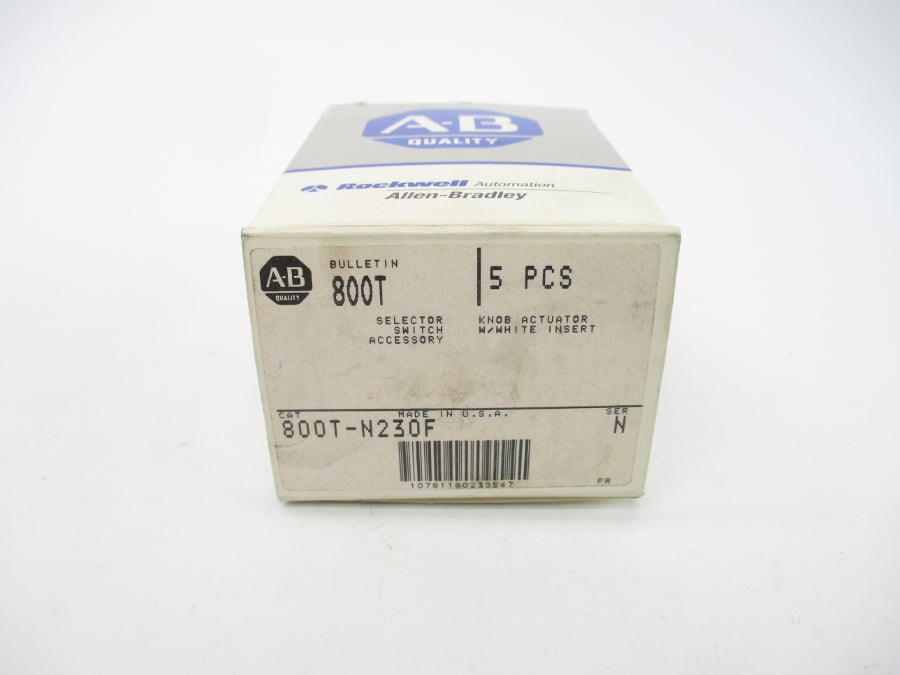 A-B
QUALITY
Rockwell Automation
Allen-Bradley
A-B
QUALITY
BULLETIN
800T
5 PCS
SELECTOR
SWITCH
ACCESSORY
KNOB ACTUATOR
W/WHITE INSERT
CAT
MADE IN U.S.A.
SER
800T-N230F
N
10781180239547
PR